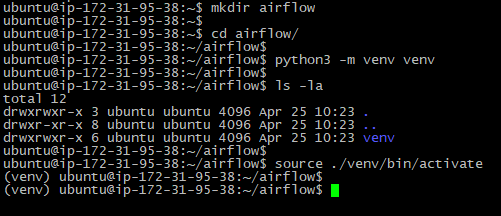 ubuntu@ip-172-31-95-38:~$ mkdir airflow
ubuntu@ip-172-31-95-38:~$
ubuntu@ip-172-31-95-38:~$ cd airflow/
ubuntu@ip-172-31-95-38:~/airflow$
ubuntu@ip-172-31-95-38:~/airflow$ python3 -m venv venv
ubuntu@ip-172-31-95-38:~/airflow$
ubuntu@ip-172-31-95-38:~/airflow$ ls -la
total 12
drwxrwxr-x 3 ubuntu ubuntu 4096 Apr 25 10:23 .
drwxr-xr-x 8 ubuntu ubuntu 4096 Apr 25 10:23 ..
drwxrwxr-x 6 ubuntu ubuntu 4096 Apr 25 10:23 venv
ubuntu@ip-172-31-95-38:~/airflow$
ubuntu@ip-172-31-95-38:~/airflow$ source ./venv/bin/activate
(venv) ubuntu@ip-172-31-95-38:~/airflow$
(venv) ubuntu@ip-172-31-95-38:~/airflow$